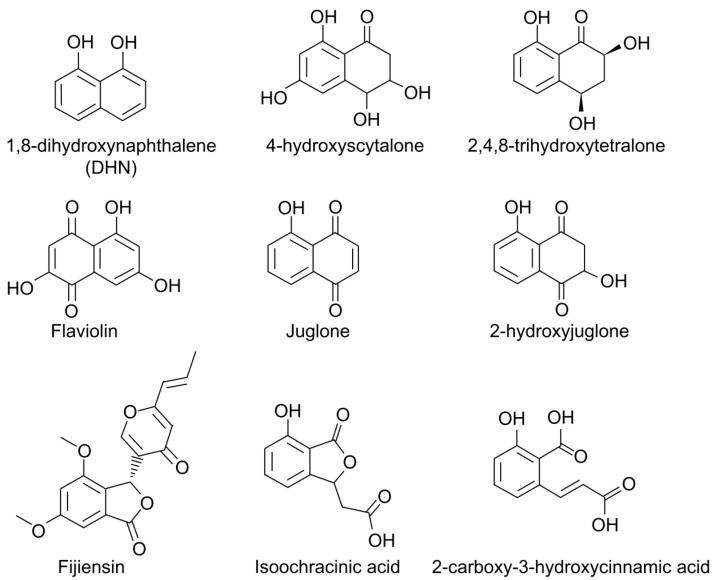 OH OH
1,8-dihydroxynaphthalene
(DHN)
OH O
HO OH
OH
4-hydroxyscytalone
OH O
OH
OH
2,4,8-trihydroxytetralone
O OH
HO O OH
Flaviolin
OH O
O
Juglone
OH O
O OH
2-hydroxyjuglone
O
O O
O
O O
Fijiensin
OH O
O
O
OH
Isoochracinic acid
OH OH
O
O
OH
2-carboxy-3-hydroxycinnamic acid